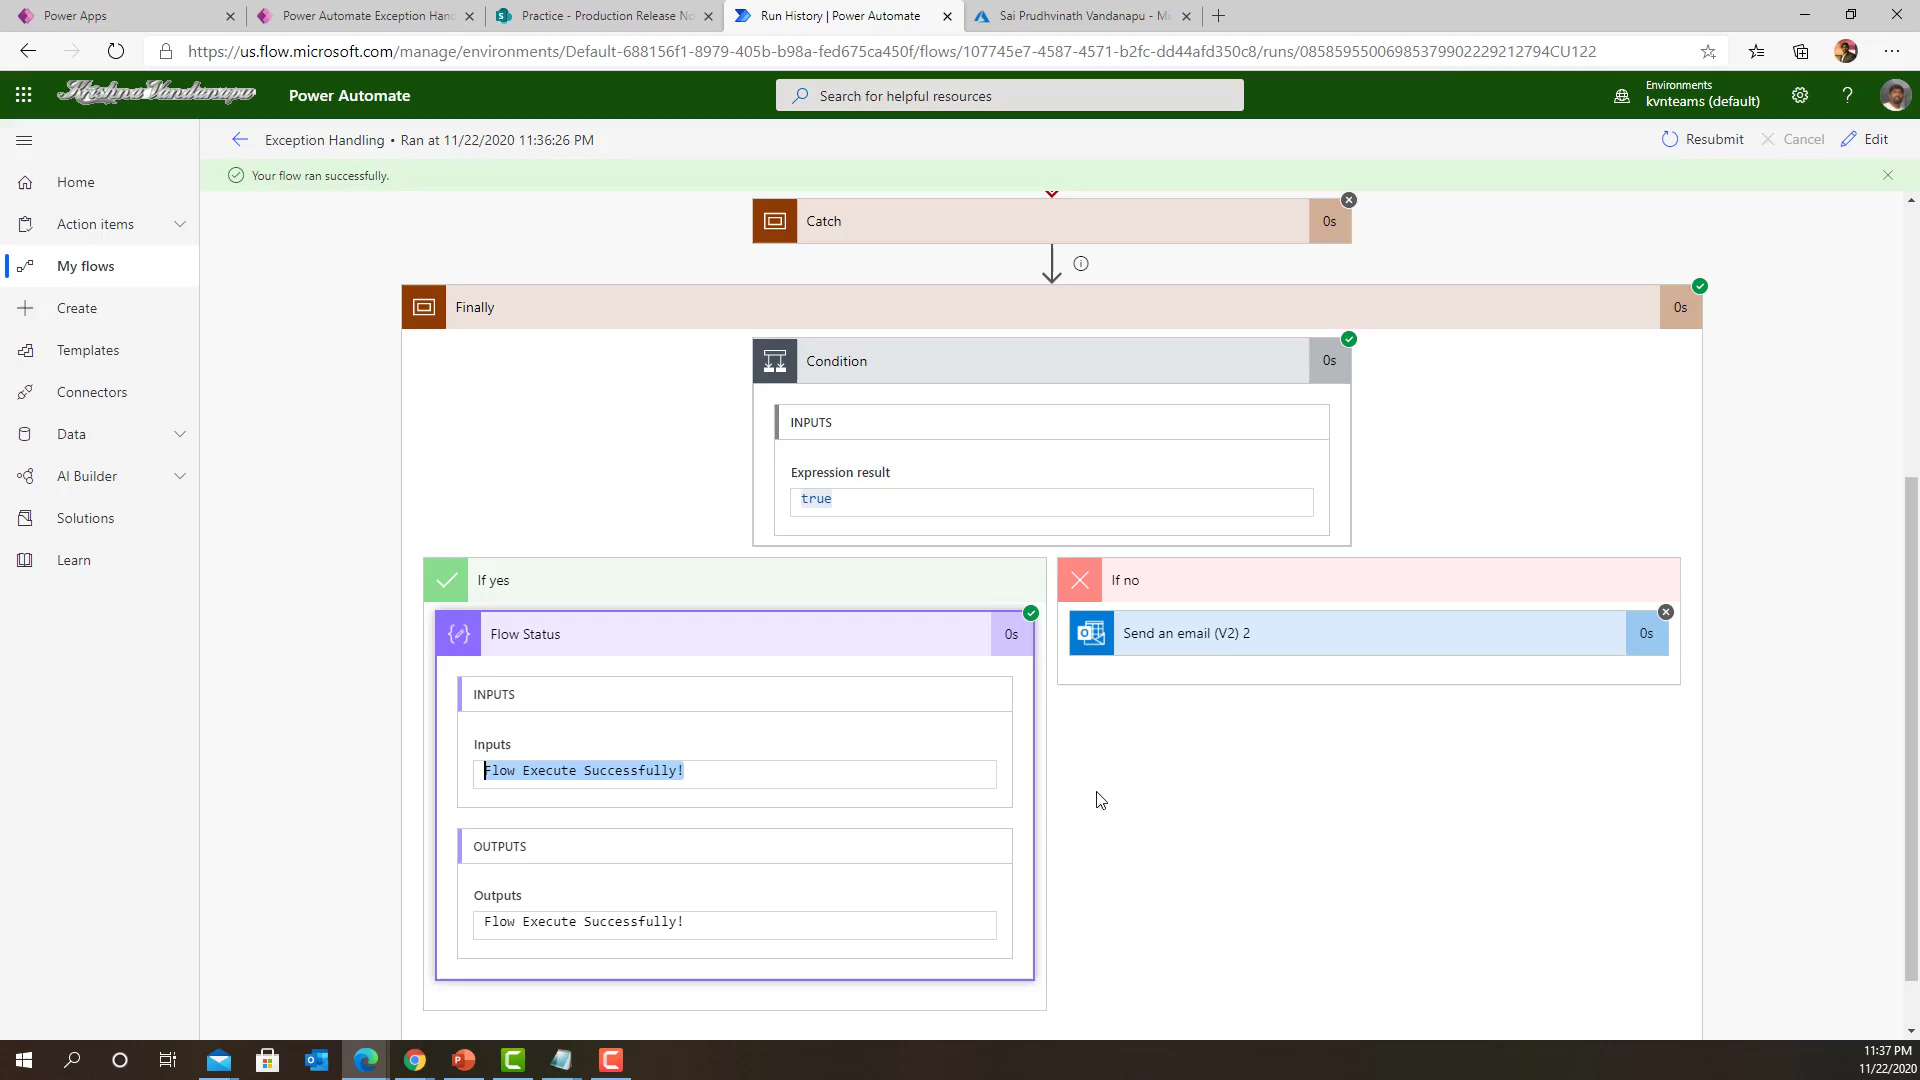 Power Apps
Power Automate Exception Hand
Practice - Production Release No
Run History | Power Automate
Sai Prudhvinath Vandanapu - Mi
https://us.flow.microsoft.com/manage/environments/Default-688156f1-8979-405b-b98a-fed675ca450f/flows/107745e7-4587-4571-b2fc-dd44afd350c8/runs/08585955006985379902229212794CU122
Krishna Vandanapu
Power Automate
Search for helpful resources
Environments
kvnteams (default)
Exception Handling • Ran at 11/22/2020 11:36:26 PM
Resubmit
Cancel
Edit
Your flow ran successfully.
Home
Action items
My flows
Create
Templates
Connectors
Data
AI Builder
Solutions
Learn
Catch
0s
Finally
0s
Condition
0s
INPUTS
Expression result
true
If yes
Flow Status
0s
INPUTS
Inputs
Flow Execute Successfully!
OUTPUTS
Outputs
Flow Execute Successfully!
If no
Send an email (V2) 2
0s
11:37 PM
11/22/2020